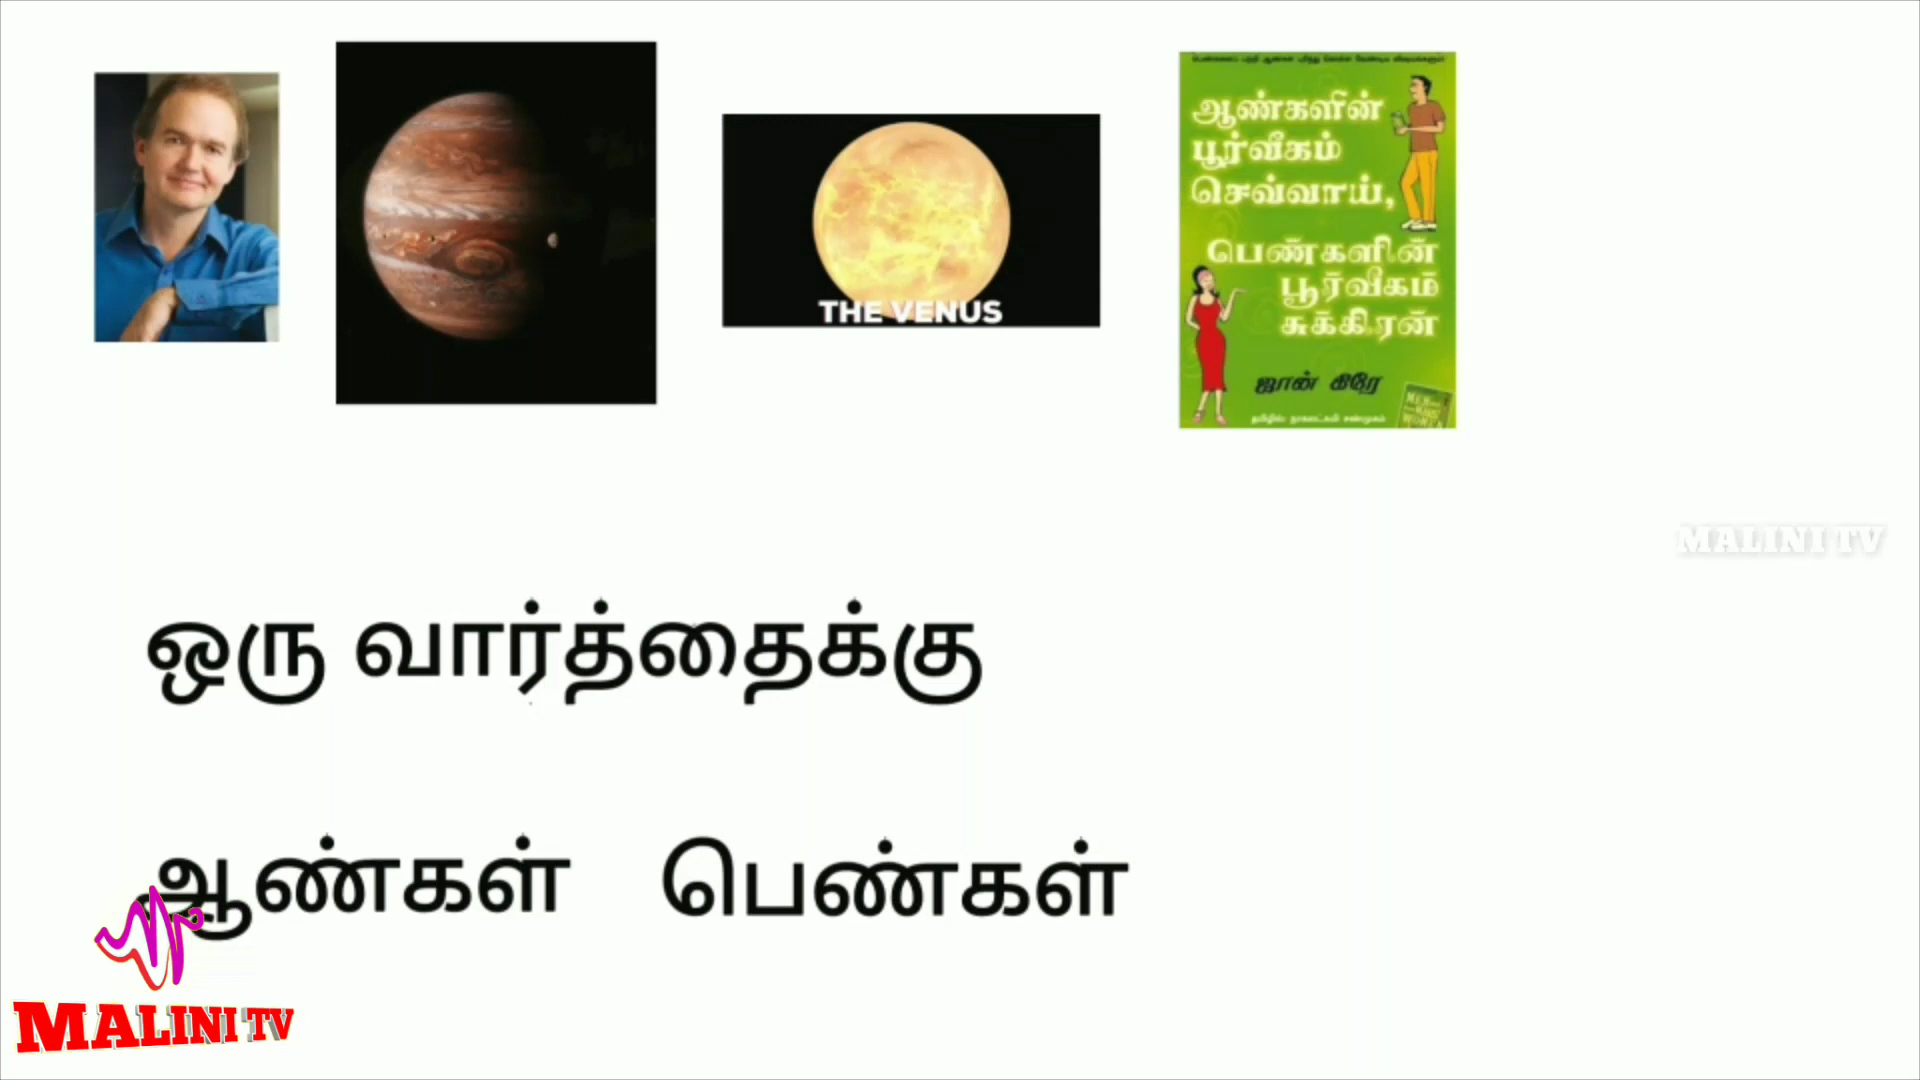 THE VENUS
ஆண்களின்
பூர்வீகம்
செவ்வாய்,
பெண்களின்
பூர்வீகம்
சுக்கிரன்
ஜான் கிரே
MALINI TV
ஒரு வார்த்தைக்கு
ஆண்கள் பெண்கள்
MALINI TV